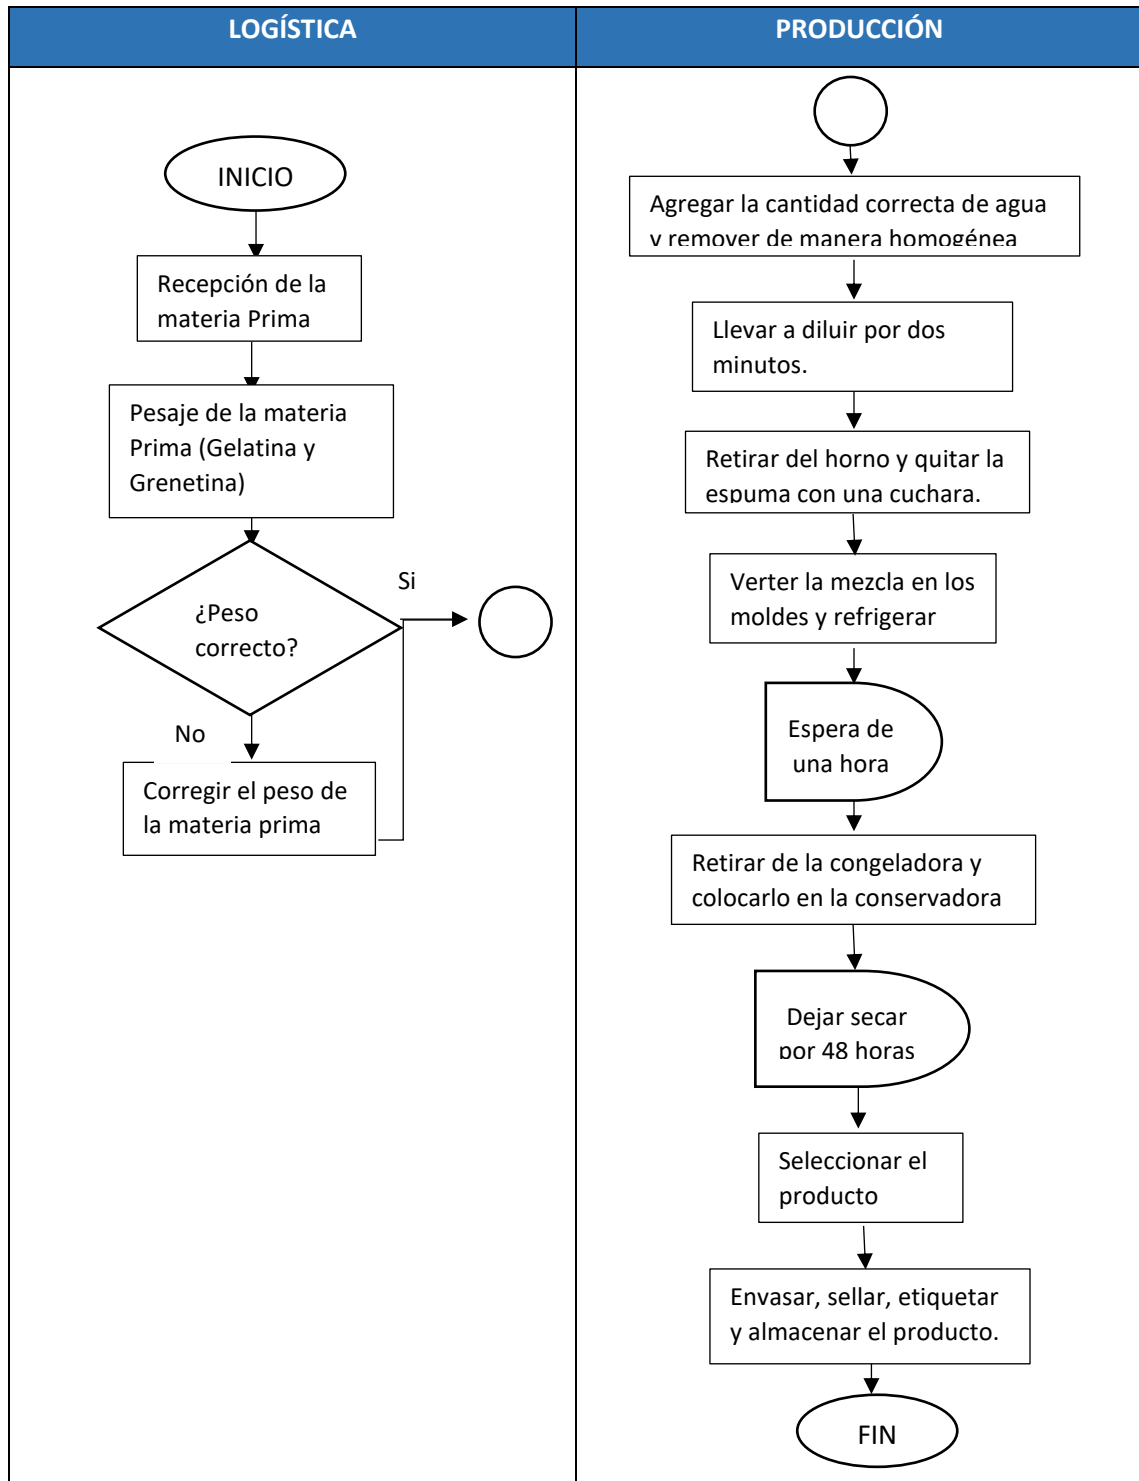 LOGÍSTICA
PRODUCCIÓN
INICIO
Recepción de la
materia Prima
Pesaje de la materia
Prima (Gelatina y
Grenetina)
¿Peso
correcto?
Si
No
Corregir el peso de
la materia prima
Agregar la cantidad correcta de agua
y remover de manera homogénea
Llevar a diluir por dos
minutos.
Retirar del horno y quitar la
espuma con una cuchara.
Verter la mezcla en los
moldes y refrigerar
Espera de
una hora
Retirar de la congeladora y
colocarlo en la conservadora
Dejar secar
por 48 horas
Seleccionar el
producto
Envasar, sellar, etiquetar
y almacenar el producto.
FIN